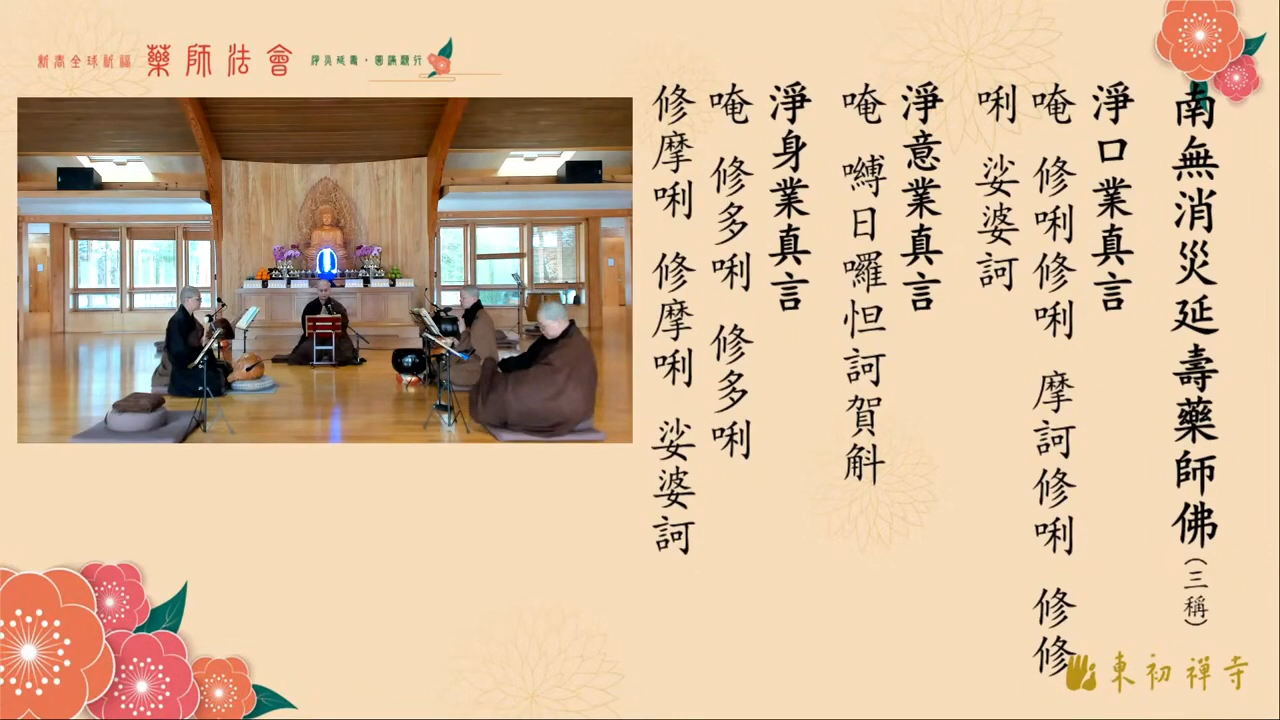 新春全球祈福 藥師法會 消災延壽・圓滿願行
南無消災延壽藥師佛(三稱)
淨口業真言
唵 修唎修唎 摩訶修唎 修修
唎 娑婆訶
淨意業真言
唵 嚩日囉怛訶賀斛
淨身業真言
唵 修多唎 修多唎
修摩唎 修摩唎 娑婆訶
東初禪寺